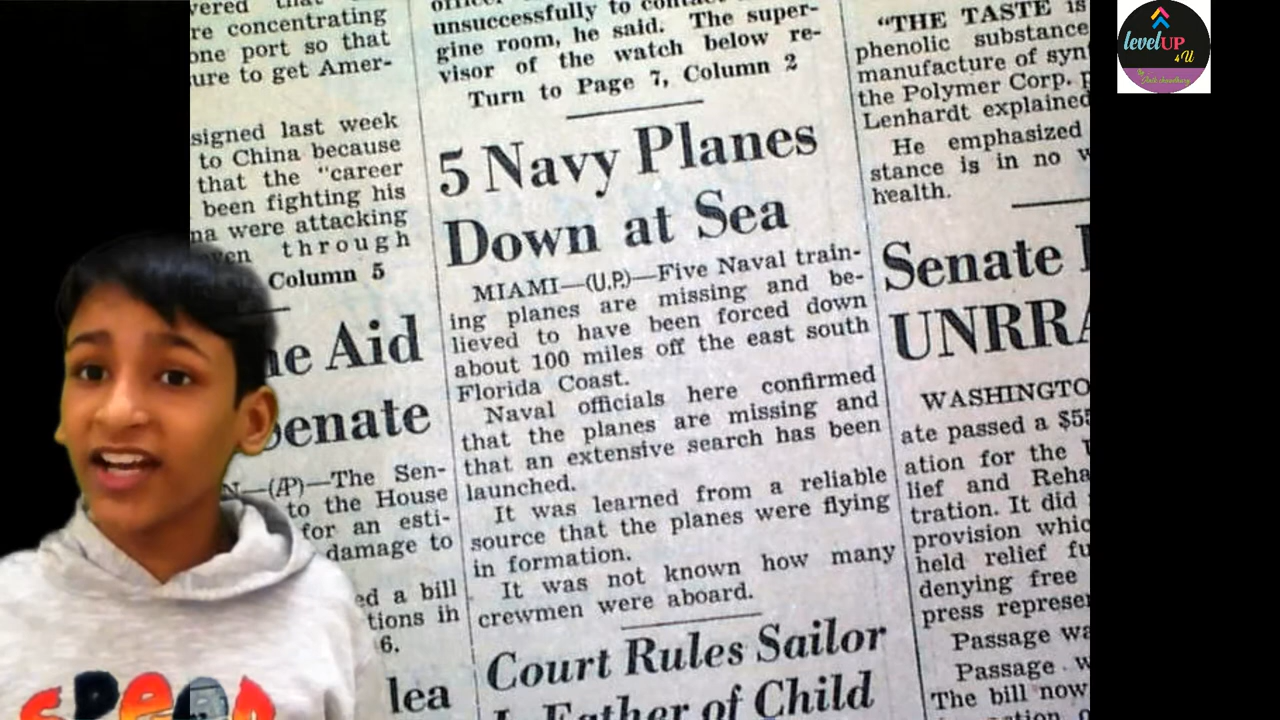 re concentrating
one port so that
ure to get Amer-
signed last week
to China because
that the "career
been fighting his
na were attacking
ven through
Column 5
e Aid
Senate
(AP)—The Sen-
to the House
for an esti-
damage to
ed a bill
tions in
6.
lea
unsuccessfully to contact
gine room, he said. The super-
visor of the watch below re-
Turn to Page 7, Column 2
5 Navy Planes
Down at Sea
MIAMI—(U.P.)—Five Naval train-
ing planes are missing and be-
lieved to have been forced down
about 100 miles off the east south
Florida Coast.
Naval officials here confirmed
that the planes are missing and
that an extensive search has been
launched.
It was learned from a reliable
source that the planes were flying
in formation.
It was not known how many
crewmen were aboard.
Court Rules Sailor
Father of Child
"THE TASTE is
phenolic substance
manufacture of syn
the Polymer Corp. p
Lenhardt explained
He emphasized
stance is in no w
health.
Senate
UNRRA
WASHINGTO
ate passed a $55
ation for the
lief and Reha
tration. It did
provision whic
held relief fu
denying free
press represe
Passage wa
Passage w
The bill now
levelUP
4U
SPEED